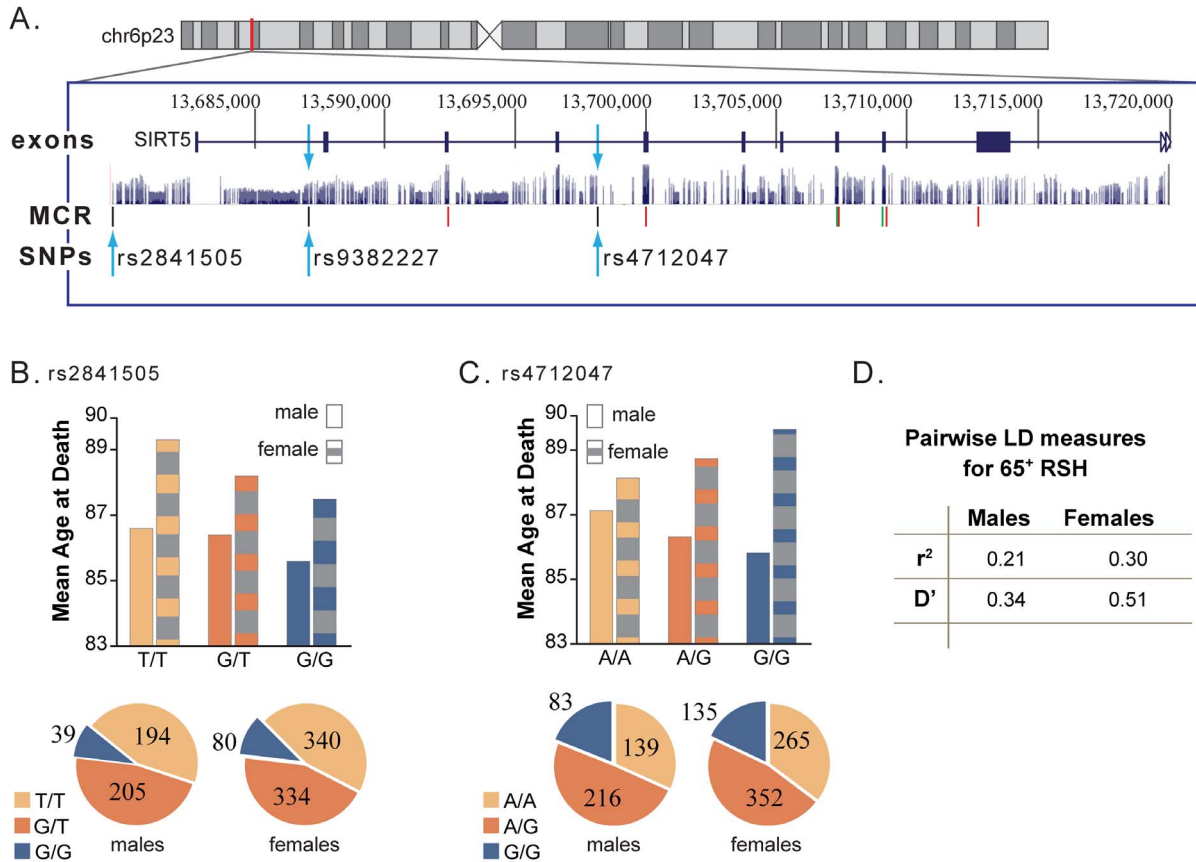 A.
chr6p23
13,685,000 13,590,000 13,695,000 13,700,000 13,705,000 13,710,000 13,715,000 13,720,000
exons SIRT5
MCR
SNPs rs2841505 rs9382227 rs4712047
B. rs2841505
male
female
Mean Age at Death
90
89
87
85
83
T/T G/T G/G
39 194 205
80 340 334
T/T
G/T
G/G
males females
C. rs4712047
male
female
Mean Age at Death
90
89
87
85
83
A/A A/G G/G
83 139 216
135 265 352
A/A
A/G
G/G
males females
D.
Pairwise LD measures
for 65+ RSH
Males Females
r² 0.21 0.30
D’ 0.34 0.51